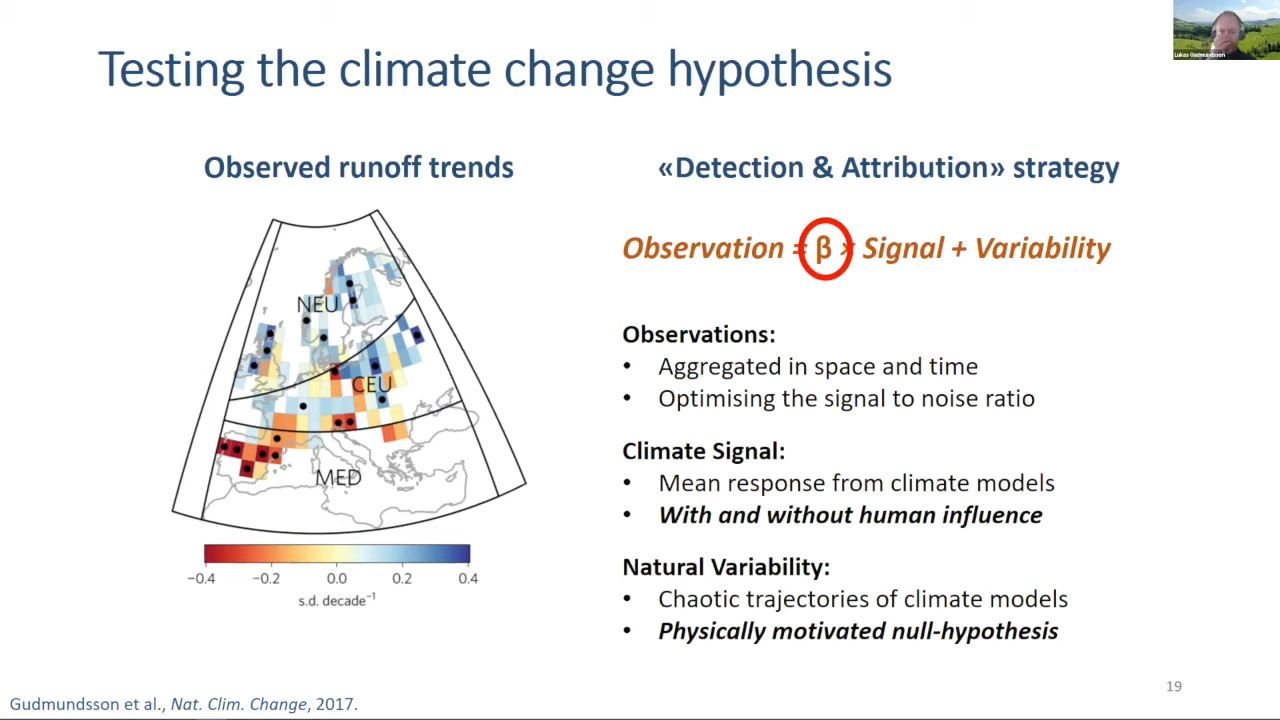 Lukas Gudmundsson
Testing the climate change hypothesis
Observed runoff trends
NEU
CEU
MED
−0.4 −0.2 0.0 0.2 0.4
s.d. decade⁻¹
«Detection & Attribution» strategy
Observation = β × Signal + Variability
Observations:
• Aggregated in space and time
• Optimising the signal to noise ratio
Climate Signal:
• Mean response from climate models
• With and without human influence
Natural Variability:
• Chaotic trajectories of climate models
• Physically motivated null-hypothesis
19
Gudmundsson et al., Nat. Clim. Change, 2017.